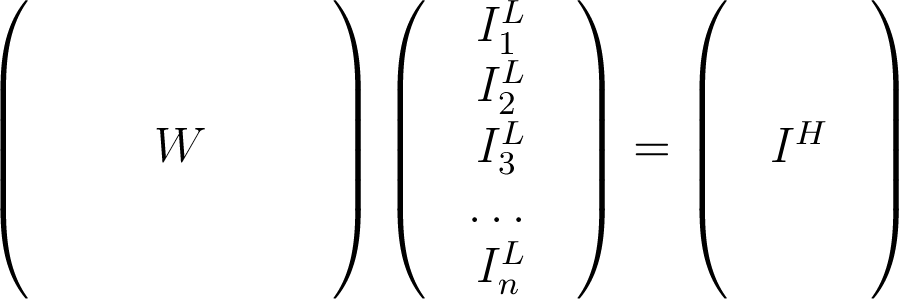 I_1^L
I_2^L
( W ) ( I_3^L ) = ( I^H )
...
I_n^L